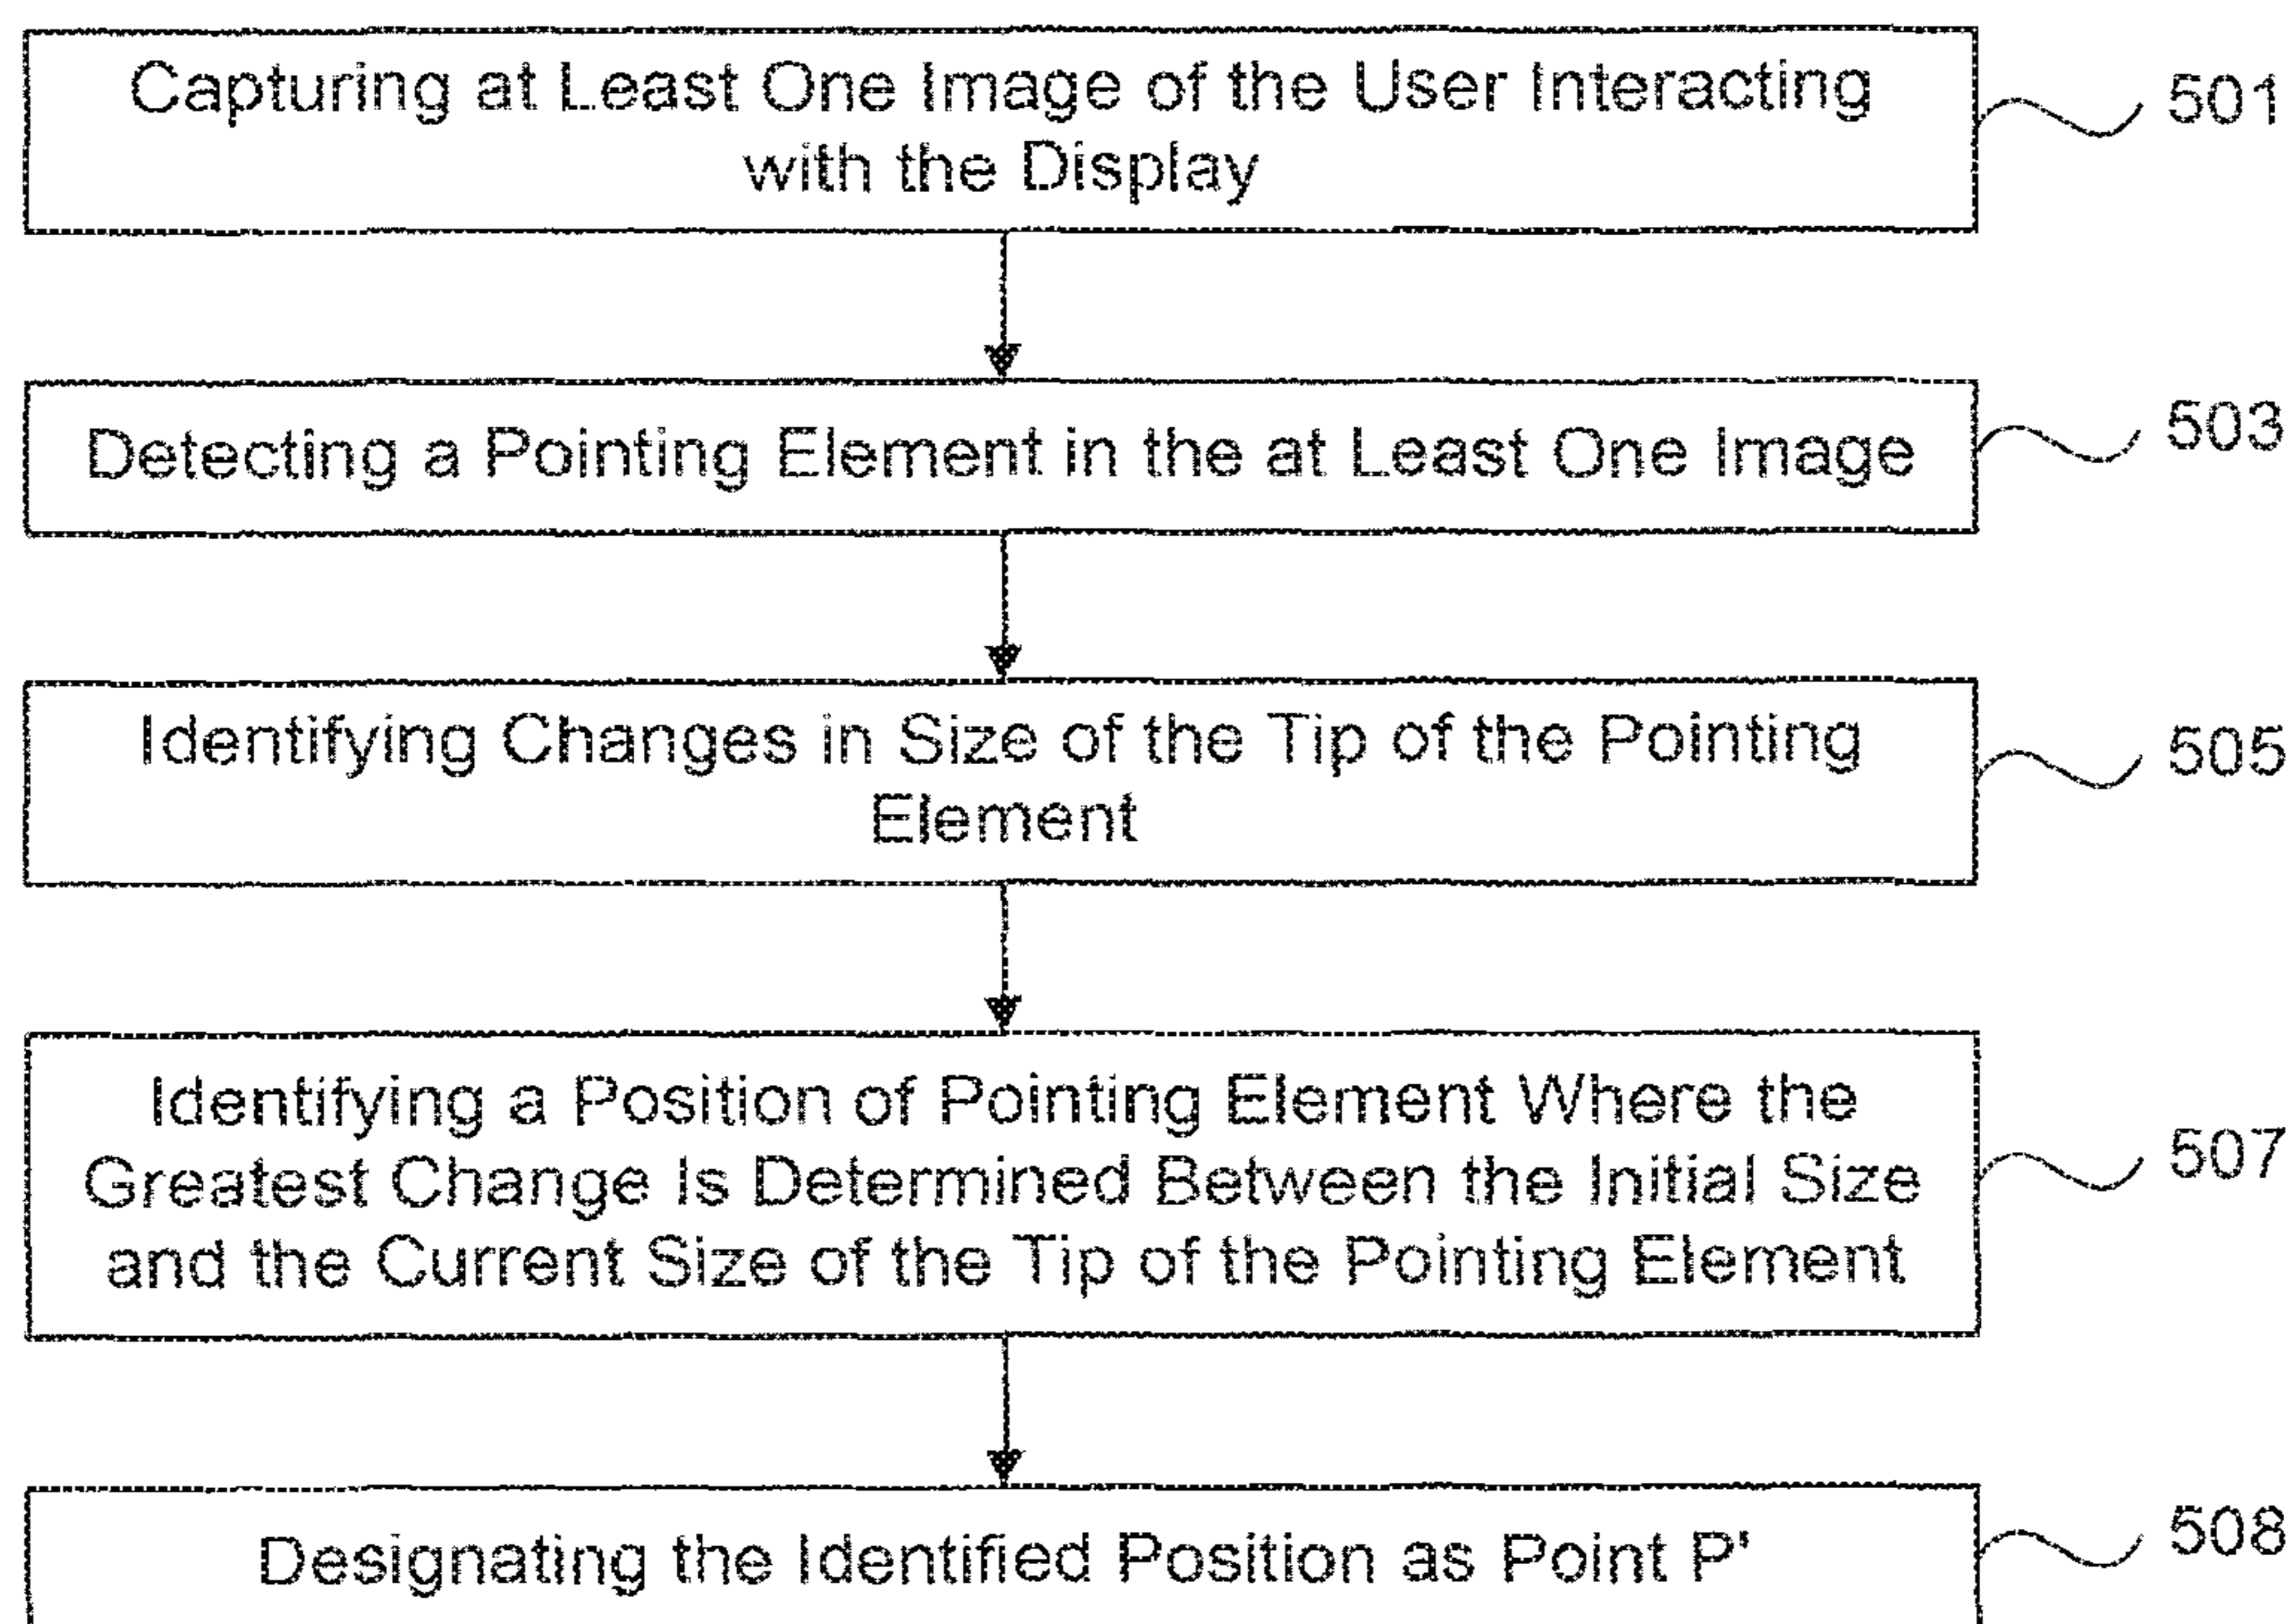 Capturing at Least One Image of the User Interacting
with the Display
501
Detecting a Pointing Element in the at Least One Image
503
Identifying Changes in Size of the Tip of the Pointing
Element
505
Identifying a Position of Pointing Element Where the
Greatest Change Is Determined Between the Initial Size
and the Current Size of the Tip of the Pointing Element
507
Designating the Identified Position as Point P'
508